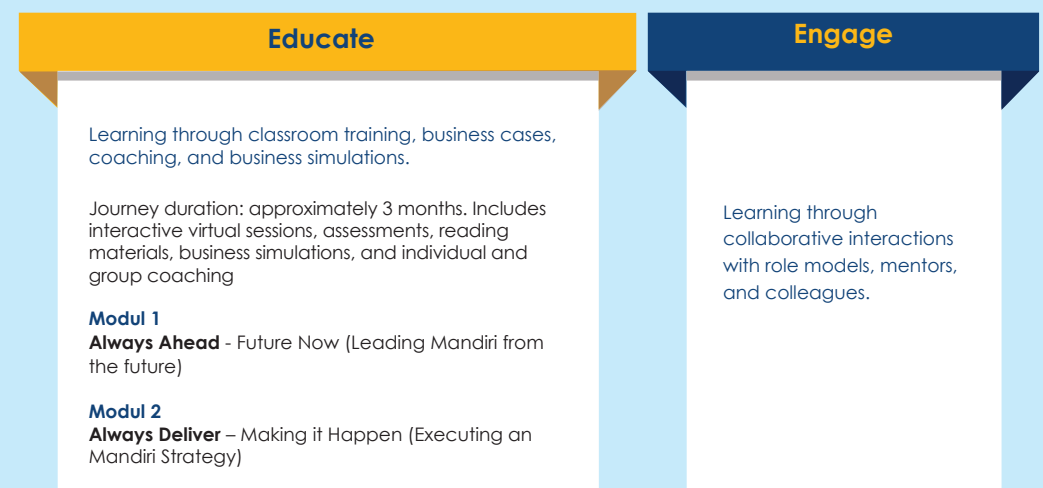 Educate
Learning through classroom training, business cases,
coaching, and business simulations.
Journey duration: approximately 3 months. Includes
interactive virtual sessions, assessments, reading
materials, business simulations, and individual and
group coaching
Modul 1
Always Ahead - Future Now (Leading Mandiri from
the future)
Modul 2
Always Deliver – Making it Happen (Executing an
Mandiri Strategy)
Engage
Learning through
collaborative interactions
with role models, mentors,
and colleagues.